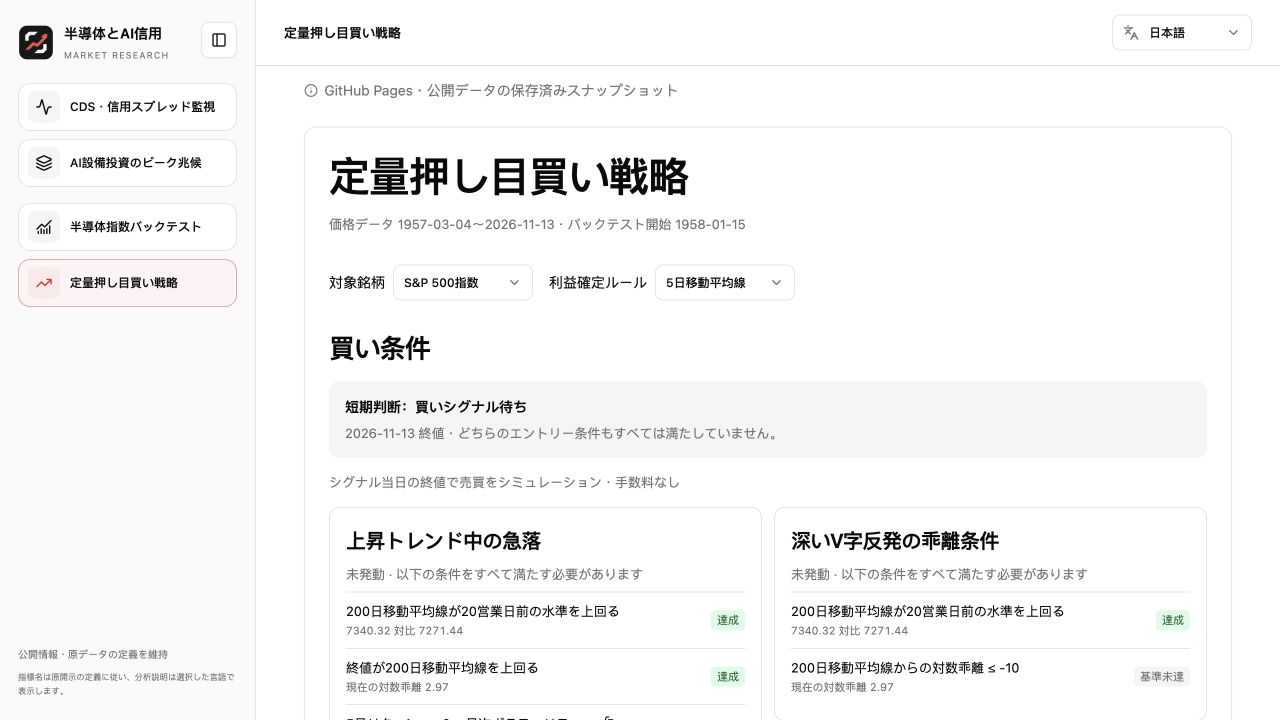 半導体とAI信用
MARKET RESEARCH
CDS・信用スプレッド監視
AI設備投資のピーク兆候
半導体指数バックテスト
定量押し目買い戦略
公開情報・原データの定義を維持
指標名は原開示の定義に従い、分析説明は選択した言語で
表示します。
定量押し目買い戦略
日本語
GitHub Pages・公開データの保存済みスナップショット
定量押し目買い戦略
価格データ 1957-03-04～2026-11-13・バックテスト開始 1958-01-15
対象銘柄 S&P 500指数 利益確定ルール 5日移動平均線
買い条件
短期判断：買いシグナル待ち
2026-11-13 終値・どちらのエントリー条件もすべては満たしていません。
シグナル当日の終値で売買をシミュレーション・手数料なし
上昇トレンド中の急落
未発動・以下の条件をすべて満たす必要があります
200日移動平均線が20営業日前の水準を上回る
7340.32 対比 7271.44
達成
終値が200日移動平均線を上回る
現在の対数乖離 2.97
達成
深いV字反発の乖離条件
未発動・以下の条件をすべて満たす必要があります
200日移動平均線が20営業日前の水準を上回る
7340.32 対比 7271.44
達成
200日移動平均線からの対数乖離 ≤ -10
現在の対数乖離 2.97
基準未達